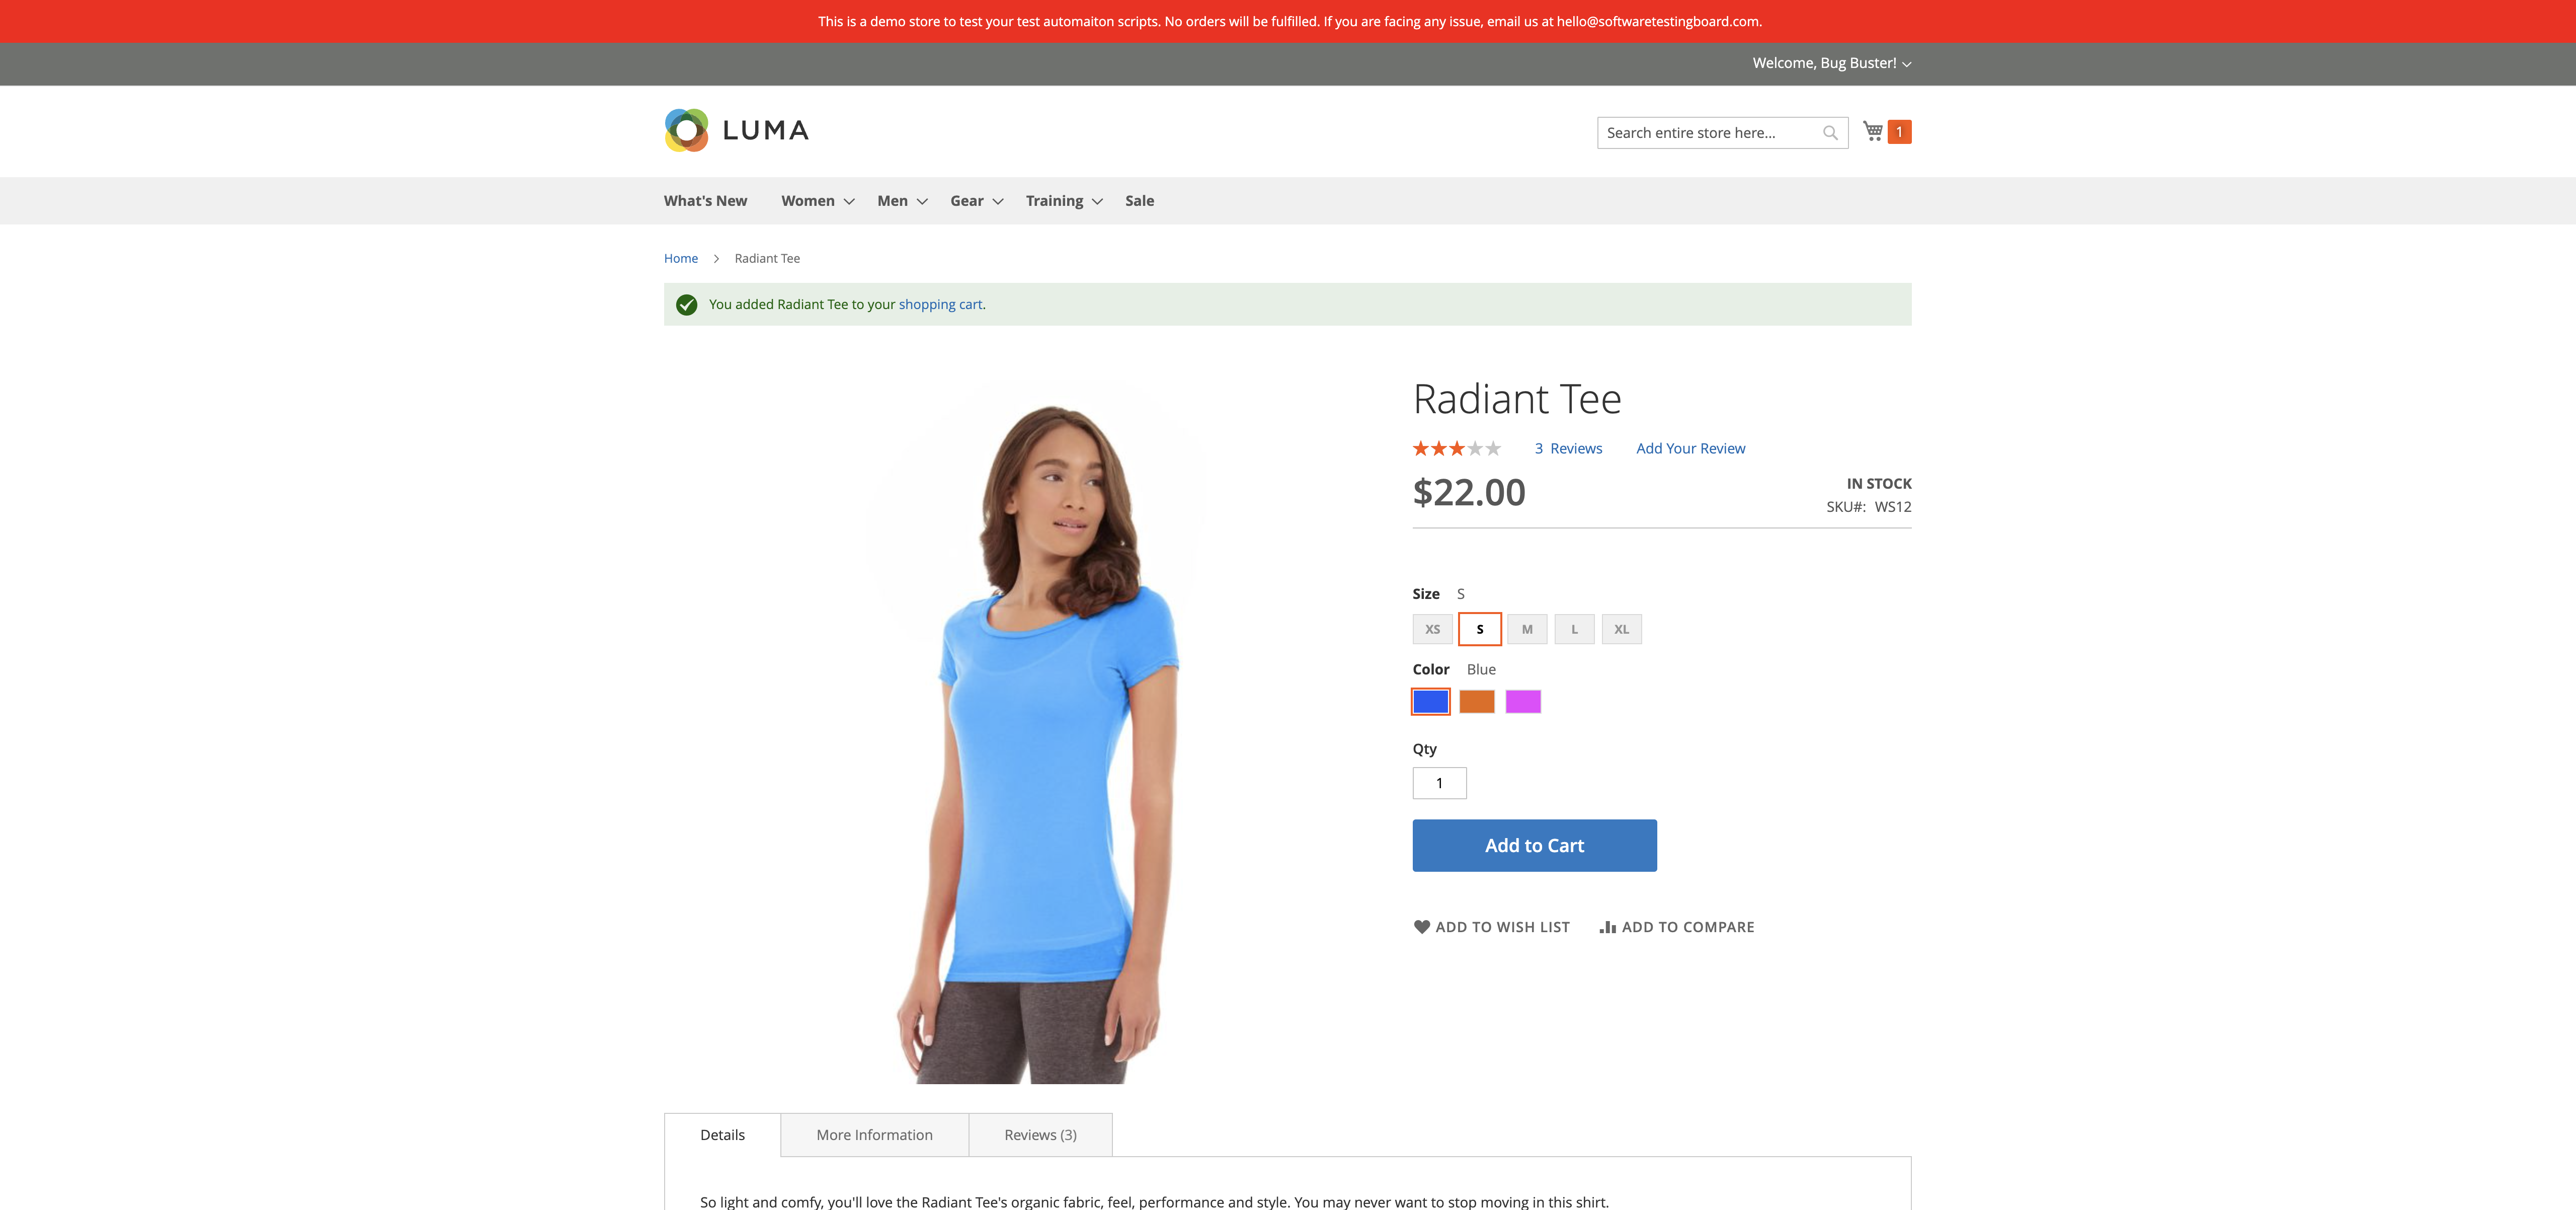 This is a demo store to test your test automaiton scripts. No orders will be fulfilled. If you are facing any issue, email us at hello@softwaretestingboard.com.
Welcome, Bug Buster!
LUMA
Search entire store here...
1
What's New Women Men Gear Training Sale
Home Radiant Tee
You added Radiant Tee to your shopping cart.
Radiant Tee
3 Reviews Add Your Review
$22.00
IN STOCK
SKU#: WS12
Size S
XS S M L XL
Color Blue
Qty
1
Add to Cart
ADD TO WISH LIST ADD TO COMPARE
Details More Information Reviews (3)
So light and comfy, you'll love the Radiant Tee's organic fabric, feel, performance and style. You may never want to stop moving in this shirt.